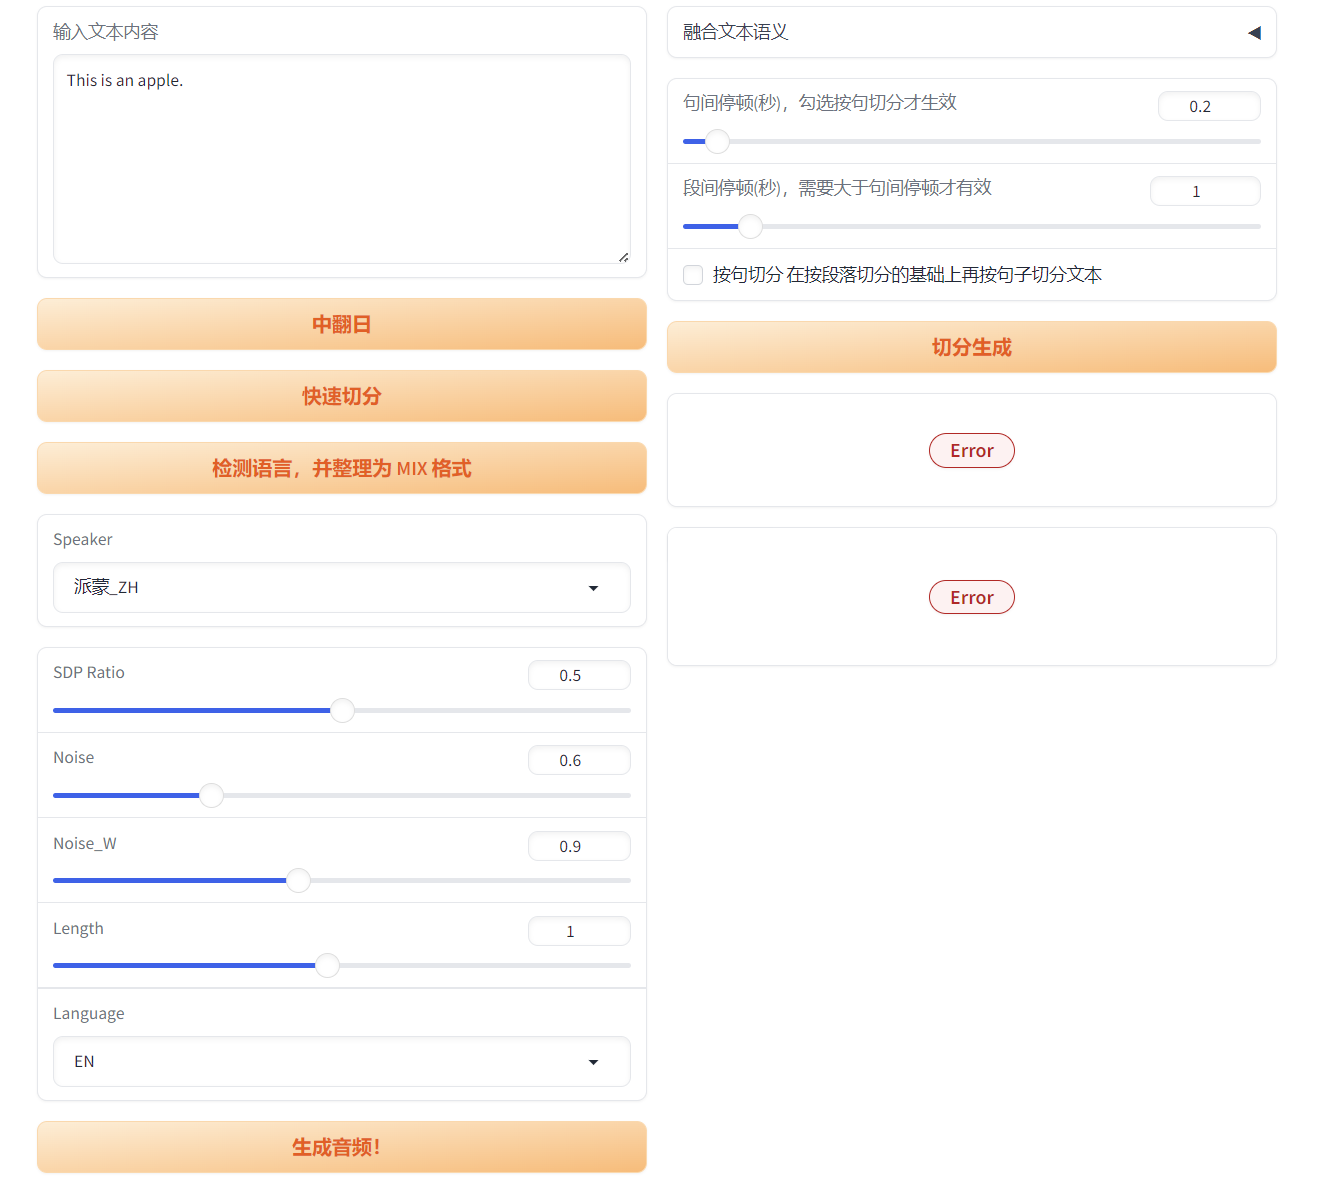 输入文本内容
This is an apple.
中翻日
快速切分
检测语言，并整理为 MIX 格式
Speaker
派蒙_ZH
SDP Ratio
0.5
Noise
0.6
Noise_W
0.9
Length
1
Language
EN
生成音频！
融合文本语义
句间停顿(秒)，勾选按句切分才生效
0.2
段间停顿(秒)，需要大于句间停顿才有效
1
按句切分 在按段落切分的基础上再按句子切分文本
切分生成
Error
Error